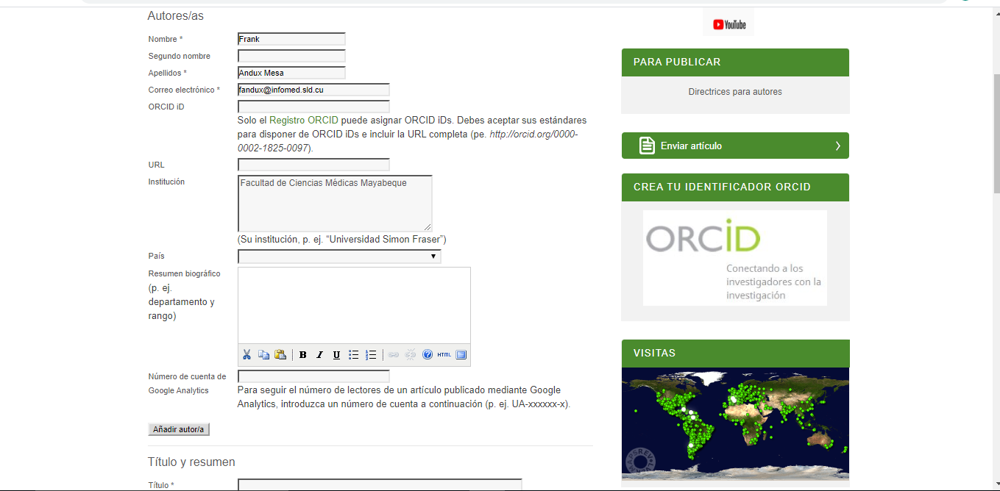 Autores/as
Nombre *
Frank
Segundo nombre
Apellidos *
Andux Mesa
Correo electrónico *
fandux@infomed.sld.cu
ORCID iD
Solo el Registro ORCID puede asignar ORCID iDs. Debes aceptar sus estándares
para disponer de ORCID iDs e incluir la URL completa (pe. http://orcid.org/0000-
0002-1825-0097).
URL
Institución
Facultad de Ciencias Médicas Mayabeque
(Su institución, p. ej. “Universidad Simon Fraser”)
País
Resumen biográfico
(p. ej.
departamento y
rango)
B I U
HTML
Número de cuenta de
Google Analytics
Para seguir el número de lectores de un artículo publicado mediante Google
Analytics, introduzca un número de cuenta a continuación (p. ej. UA-xxxxxx-x).
Añadir autor/a
Título y resumen
Título *
YouTube
PARA PUBLICAR
Directrices para autores
Enviar artículo
CREA TU IDENTIFICADOR ORCID
ORCID
Conectando a los
investigadores con la
investigación
VISITAS